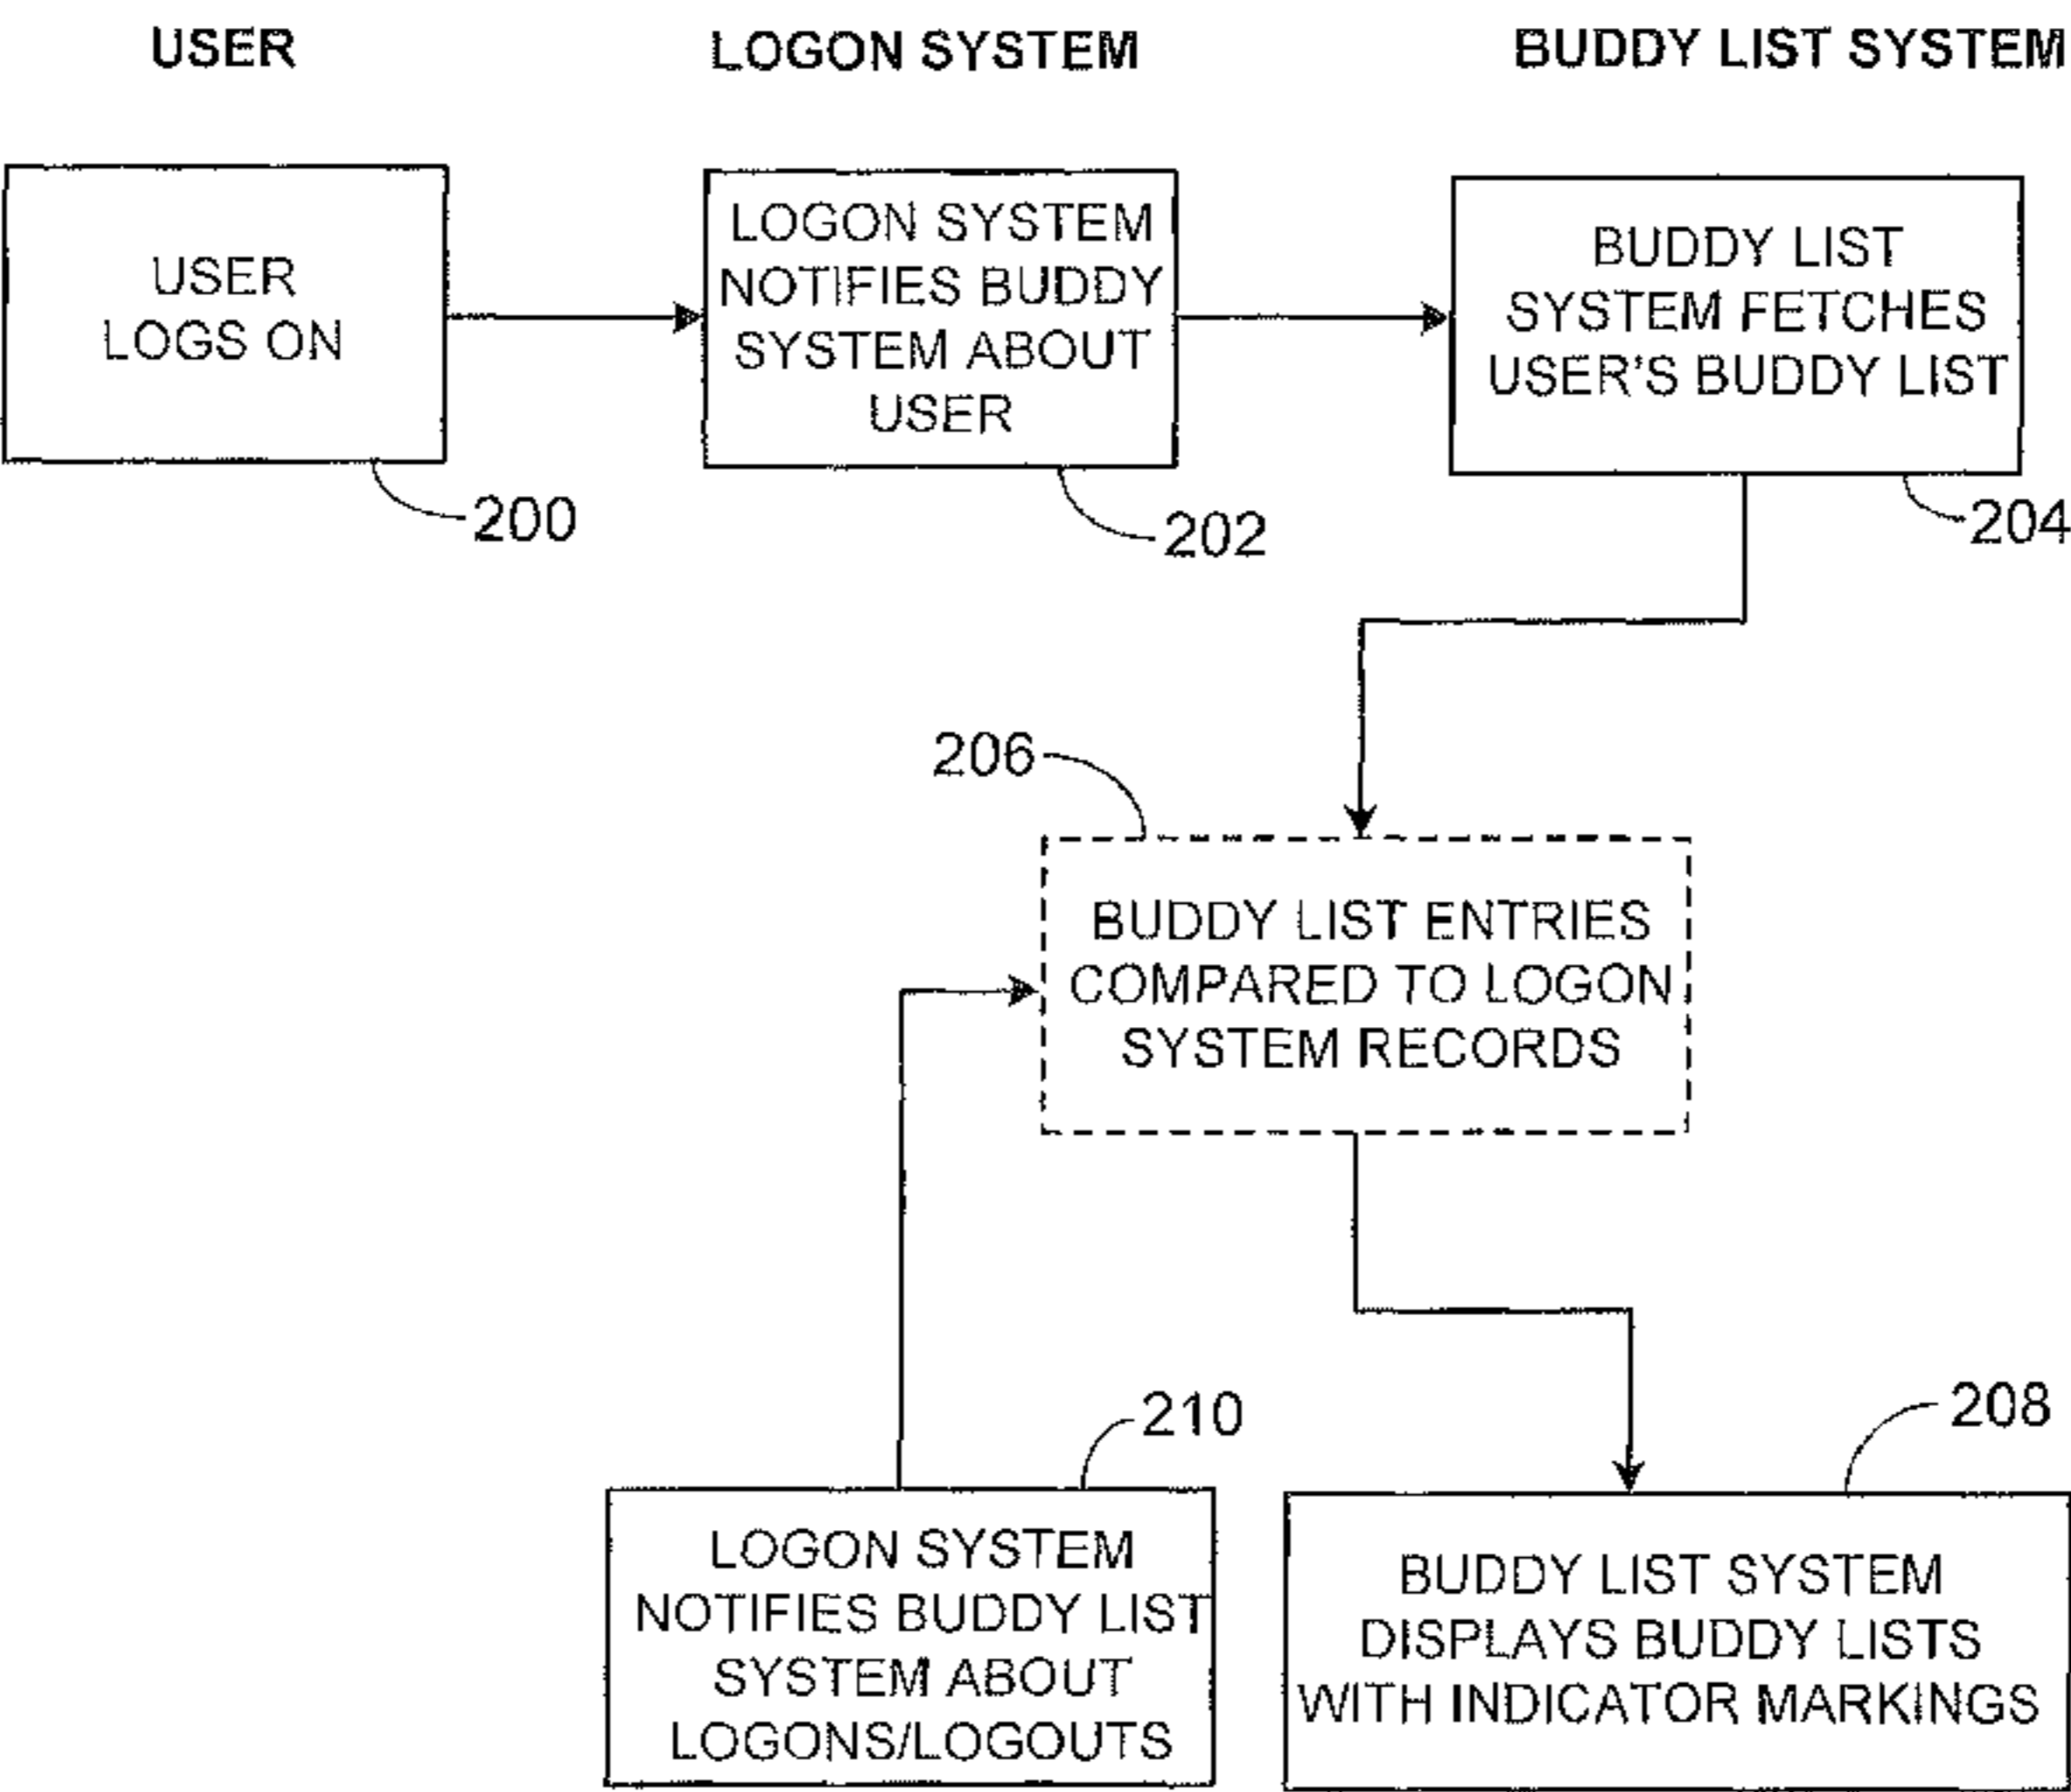 USER
LOGON SYSTEM
BUDDY LIST SYSTEM
USER
LOGS ON
200
LOGON SYSTEM
NOTIFIES BUDDY
SYSTEM ABOUT
USER
202
BUDDY LIST
SYSTEM FETCHES
USER'S BUDDY LIST
204
206
BUDDY LIST ENTRIES
COMPARED TO LOGON
SYSTEM RECORDS
210
LOGON SYSTEM
NOTIFIES BUDDY LIST
SYSTEM ABOUT
LOGONS/LOGOUTS
208
BUDDY LIST SYSTEM
DISPLAYS BUDDY LISTS
WITH INDICATOR MARKINGS